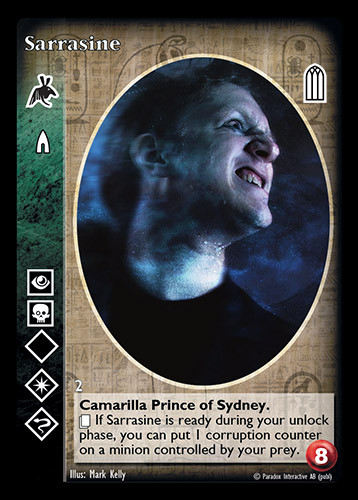 Sarrasine
2
Camarilla Prince of Sydney.
If Sarrasine is ready during your unlock
phase, you can put 1 corruption counter
on a minion controlled by your prey.
8
Illus: Mark Kelly
© Paradox Interactive AB (publ)